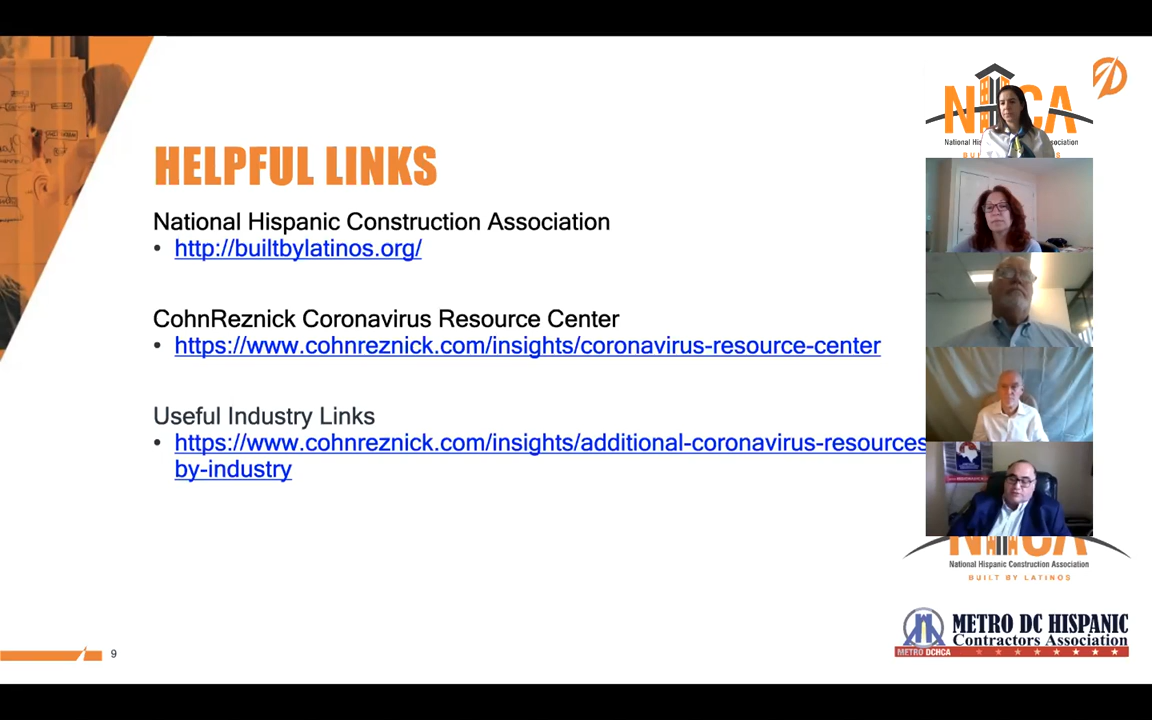 HELPFUL LINKS
National Hispanic Construction Association
• http://builtbylatinos.org/
CohnReznick Coronavirus Resource Center
• https://www.cohnreznick.com/insights/coronavirus-resource-center
Useful Industry Links
• https://www.cohnreznick.com/insights/additional-coronavirus-resources
by-industry
9
National Hispanic Construction Association
BUILT BY LATINOS
METRO DC HISPANIC
Contractors Association
METRO DCHCA